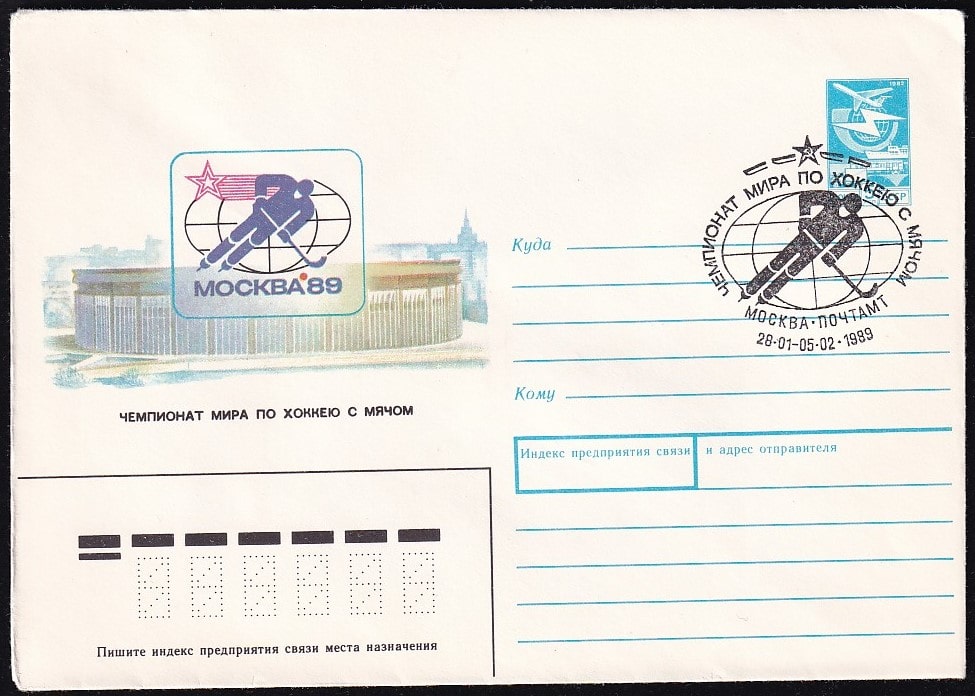 1982
МОСКВА'89
ЧЕМПИОНАТ МИРА ПО ХОККЕЮ С МЯЧОМ
ЧЕМПИОНАТ МИРА ПО ХОККЕЮ С МЯЧОМ
МОСКВА·ПОЧТАМТ
28·01–05·02·1989
Куда
Кому
Индекс предприятия связи и адрес отправителя
Пишите индекс предприятия связи места назначения